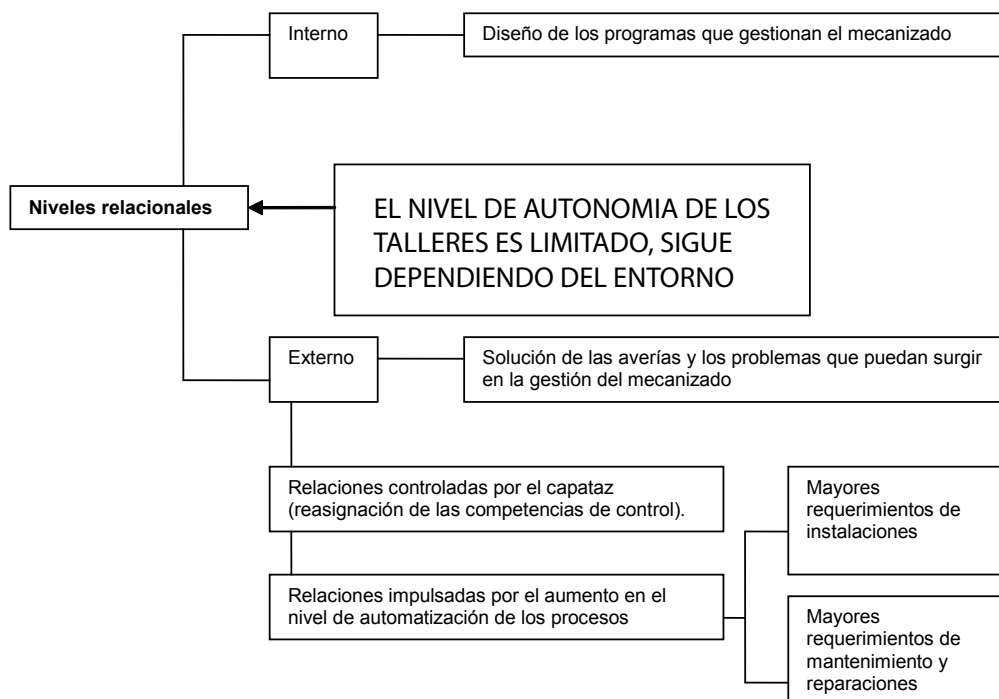 Interno
Diseño de los programas que gestionan el mecanizado
Niveles relacionales
EL NIVEL DE AUTONOMIA DE LOS
TALLERES ES LIMITADO, SIGUE
DEPENDIENDO DEL ENTORNO
Externo
Solución de las averías y los problemas que puedan surgir
en la gestión del mecanizado
Relaciones controladas por el capataz
(reasignación de las competencias de control).
Mayores
requerimientos de
instalaciones
Relaciones impulsadas por el aumento en el
nivel de automatización de los procesos
Mayores
requerimientos de
mantenimiento y
reparaciones